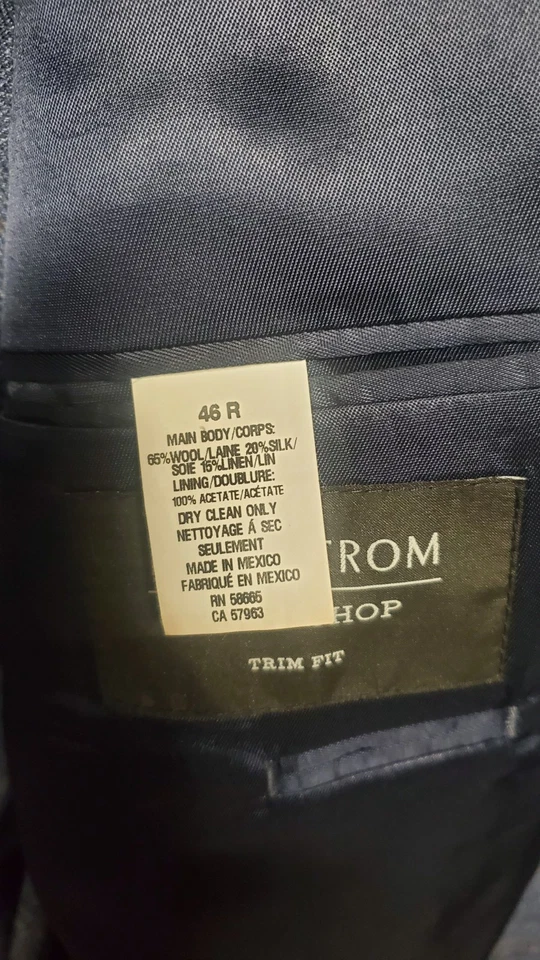 46 R
MAIN BODY/CORPS:
65%WOOL/LAINE 20%SILK/
SOIE 15%LINEN/LIN
LINING/DOUBLURE:
100% ACETATE/ACÉTATE
DRY CLEAN ONLY
NETTOYAGE Á SEC
SEULEMENT
MADE IN MEXICO
FABRIQUÉ EN MEXICO
RN 58665
CA 57963
TROM
HOP
TRIM FIT